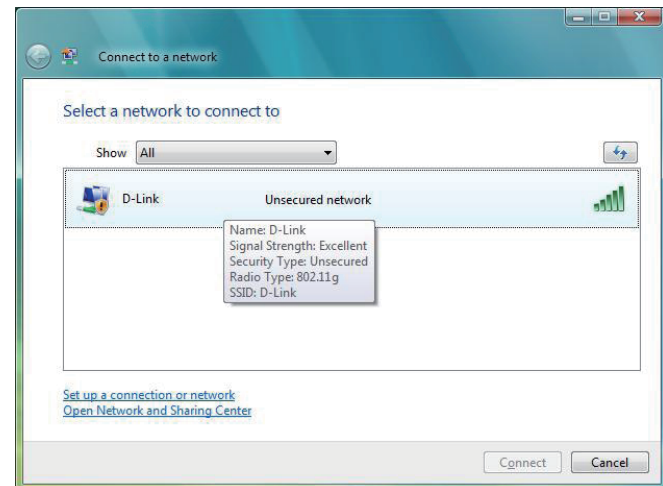 Connect to a network
Select a network to connect to
Show All
D-Link Unsecured network
Name: D-Link
Signal Strength: Excellent
Security Type: Unsecured
Radio Type: 802.11g
SSID: D-Link
Set up a connection or network
Open Network and Sharing Center
Connect Cancel